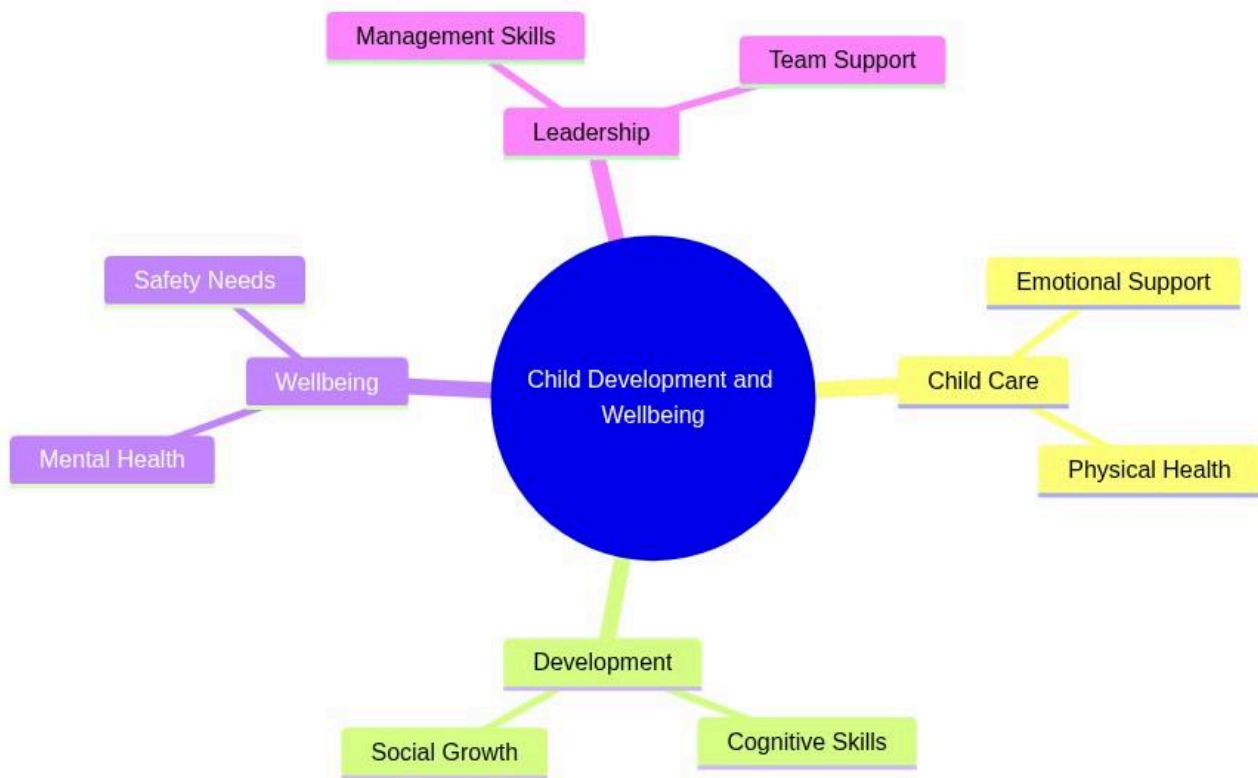 Management Skills
Team Support
Leadership
Safety Needs
Emotional Support
Wellbeing
Child Development and
Wellbeing
Child Care
Mental Health
Physical Health
Development
Social Growth
Cognitive Skills